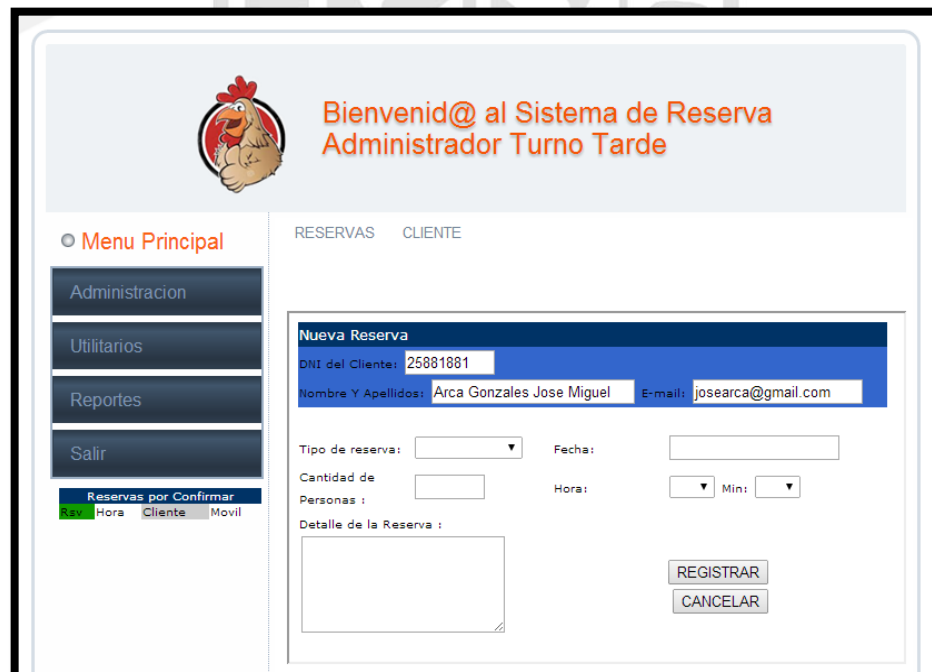 Bienvenid@ al Sistema de Reserva
Administrador Turno Tarde
Menu Principal
Administracion
Utilitarios
Reportes
Salir
Reservas por Confirmar
Rsv Hora Cliente Movil
RESERVAS CLIENTE
Nueva Reserva
DNI del Cliente: 25881881
Nombre Y Apellidos: Arca Gonzales Jose Miguel E-mail: josearca@gmail.com
Tipo de reserva: Fecha:
Cantidad de
Personas : Hora: Min:
Detalle de la Reserva :
REGISTRAR
CANCELAR